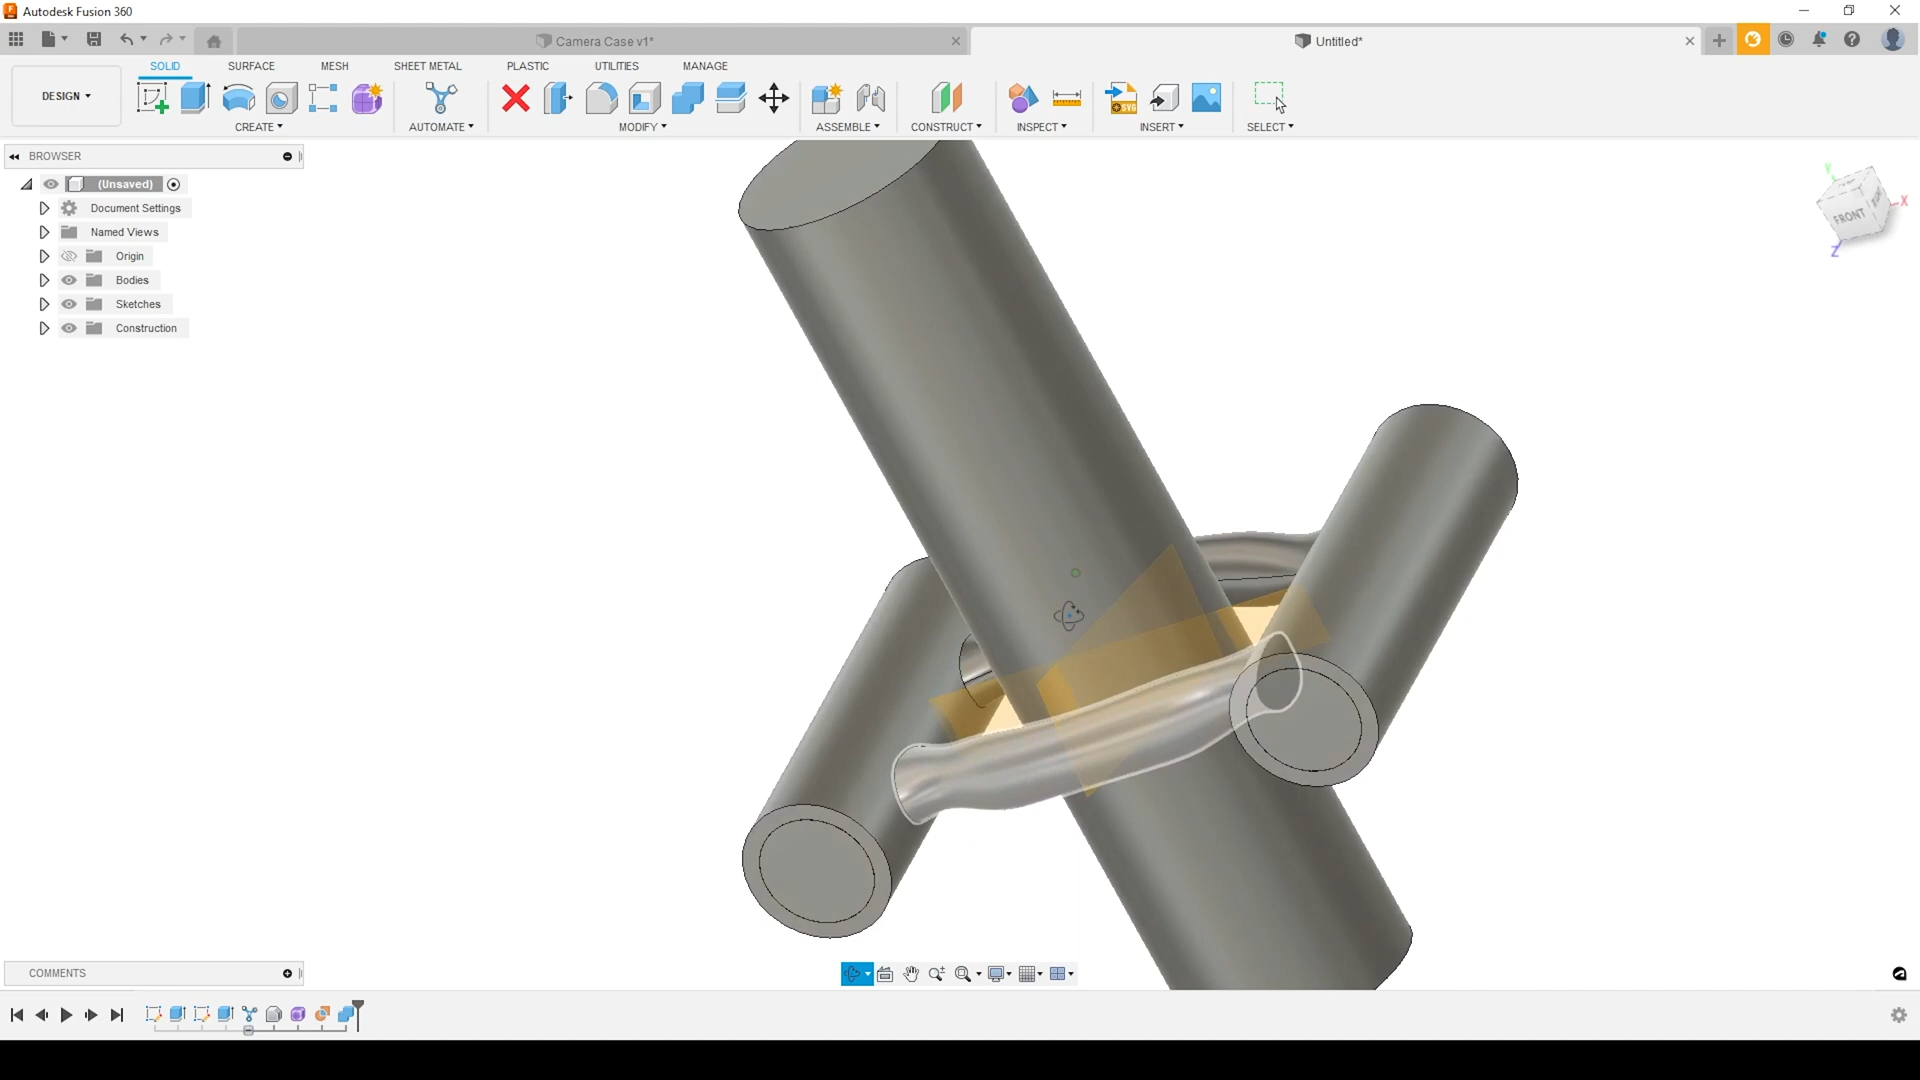 Autodesk Fusion 360
Camera Case v1*
Untitled*
DESIGN
SOLID
SURFACE
MESH
SHEET METAL
PLASTIC
UTILITIES
MANAGE
CREATE
AUTOMATE
MODIFY
ASSEMBLE
CONSTRUCT
INSPECT
INSERT
SELECT
SVG
BROWSER
(Unsaved)
Document Settings
Named Views
Origin
Bodies
Sketches
Construction
Y
X
Z
FRONT
COMMENTS